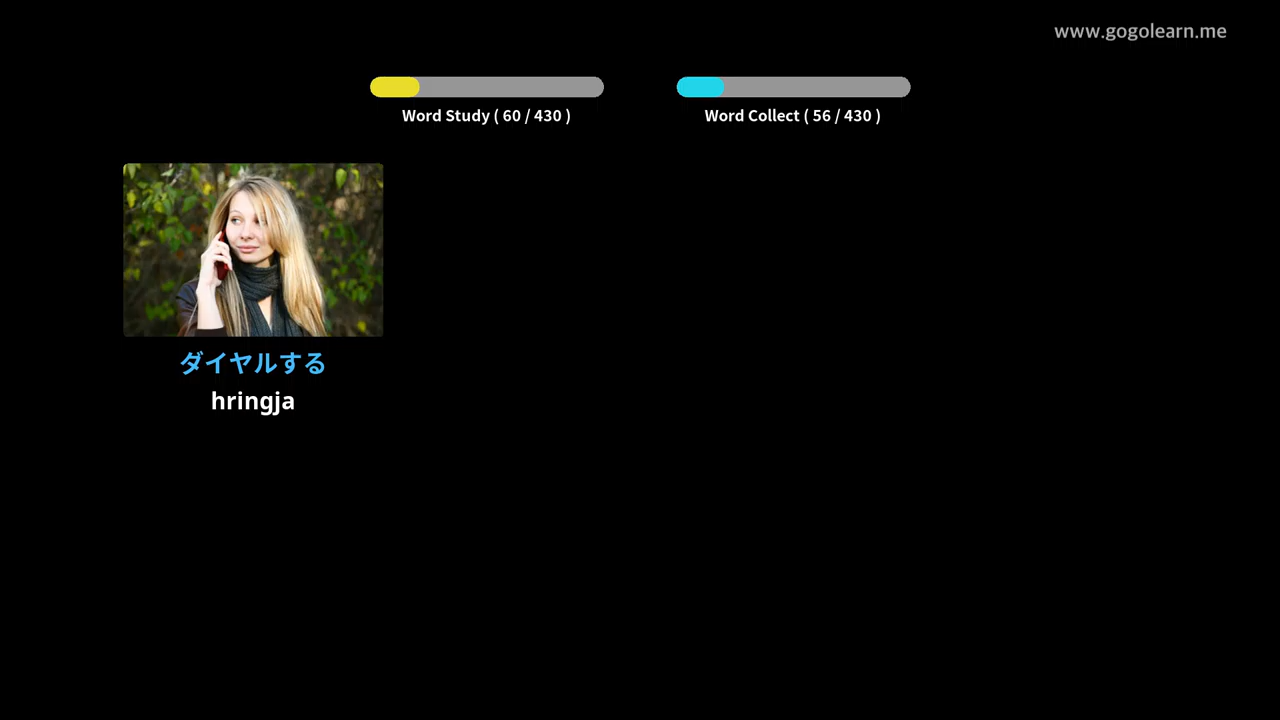 www.gogolearn.me
Word Study ( 60 / 430 )
Word Collect ( 56 / 430 )
ダイヤルする
hringja